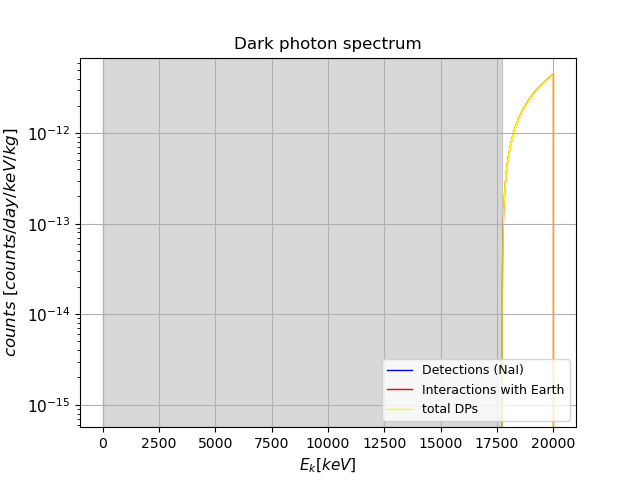 Dark photon spectrum
counts [counts/day/keV/kg]
10^{-12}
10^{-13}
10^{-14}
10^{-15}
Detections (NaI)
Interactions with Earth
total DPs
0 2500 5000 7500 10000 12500 15000 17500 20000
E_k[keV]